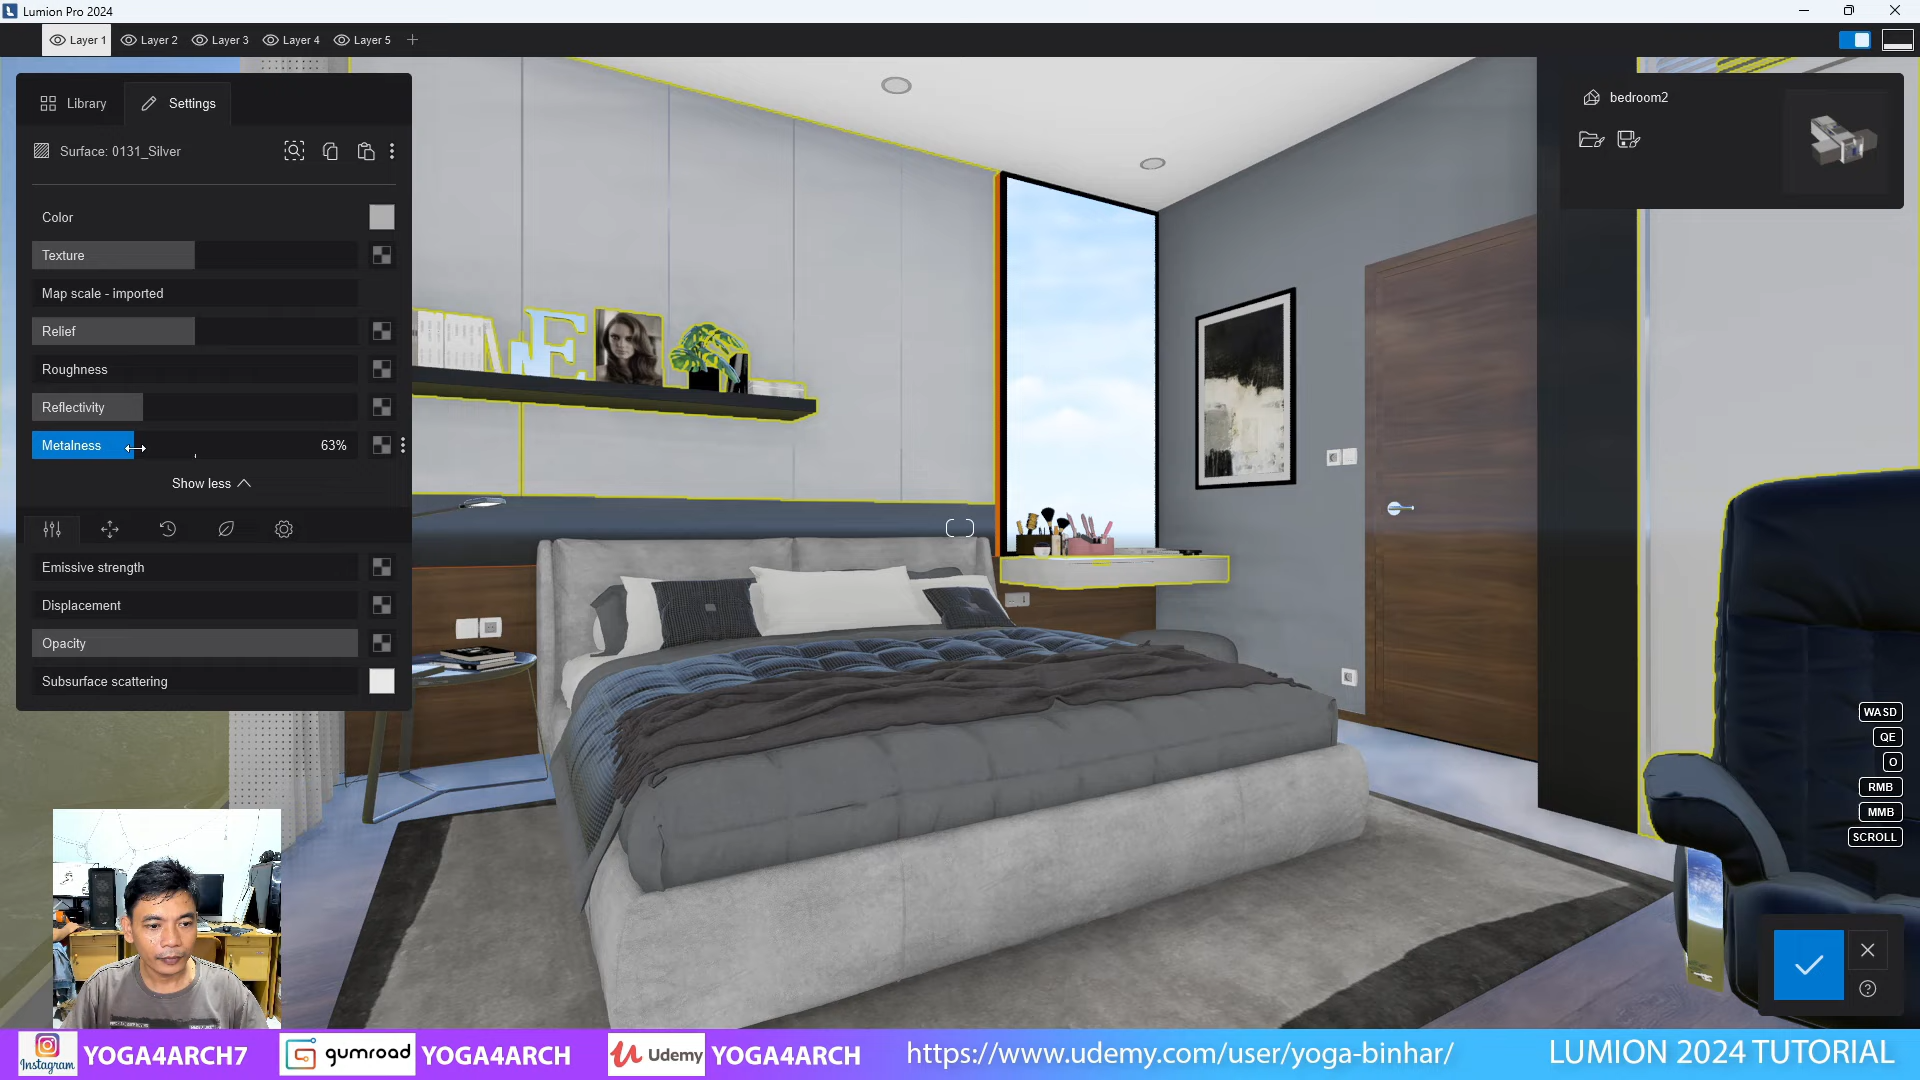 Lumion Pro 2024
Layer 1
Layer 2
Layer 3
Layer 4
Layer 5
Library
Settings
Surface: 0131_Silver
Color
Texture
Map scale - imported
Relief
Roughness
Reflectivity
Metalness
63%
Show less
Emissive strength
Displacement
Opacity
Subsurface scattering
bedroom2
E
WASD
QE
O
RMB
MMB
SCROLL
Instagram
YOGA4ARCH7
gumroad
YOGA4ARCH
Udemy
YOGA4ARCH
https://www.udemy.com/user/yoga-binhar/
LUMION 2024 TUTORIAL